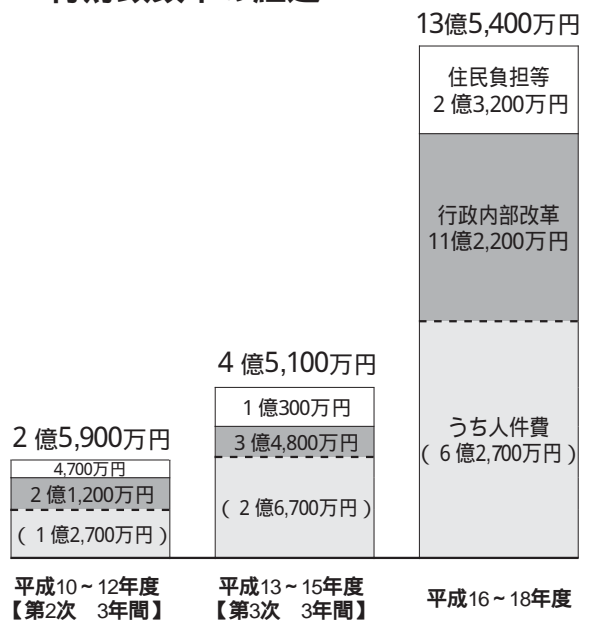 13億5,400万円
住民負担等
2億3,200万円
行政内部改革
11億2,200万円
うち人件費
(6億2,700万円)
4億5,100万円
1億300万円
3億4,800万円
(2億6,700万円)
2億5,900万円
4,700万円
2億1,200万円
(1億2,700万円)
平成10~12年度
【第2次 3年間】
平成13~15年度
【第3次 3年間】
平成16~18年度